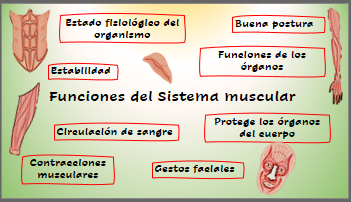 Estado fisiológico del
organismo
Buena postura
Estabilidad
Funciones de los
órganos
Funciones del Sistema muscular
Circulación de sangre
Protege los órganos
del cuerpo
Contracciones
musculares
Gestos faciales